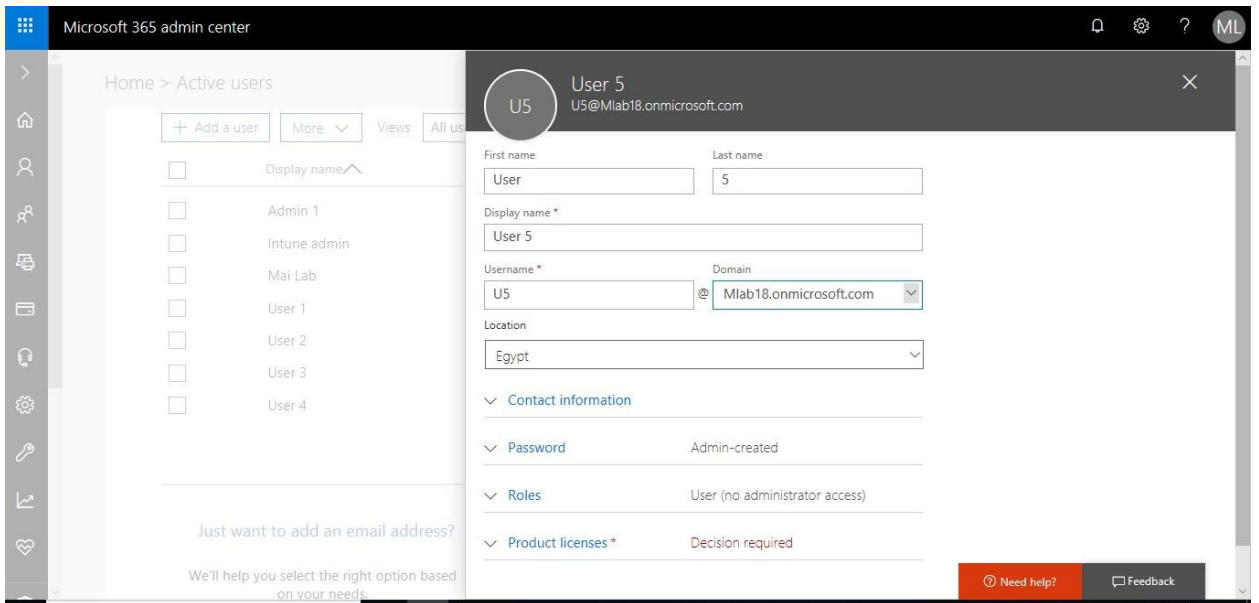 Microsoft 365 admin center
ML
Home > Active users
Add a user
More
Views
All us
Display name
Admin 1
Intune admin
Mai Lab
User 1
User 2
User 3
User 4
Just want to add an email address?
We'll help you select the right option based
on your needs.
U5
User 5
U5@Mlab18.onmicrosoft.com
First name
Last name
User
5
Display name *
User 5
Username *
Domain
U5 @ Mlab18.onmicrosoft.com
Location
Egypt
Contact information
Password Admin-created
Roles User (no administrator access)
Product licenses * Decision required
Need help?
Feedback